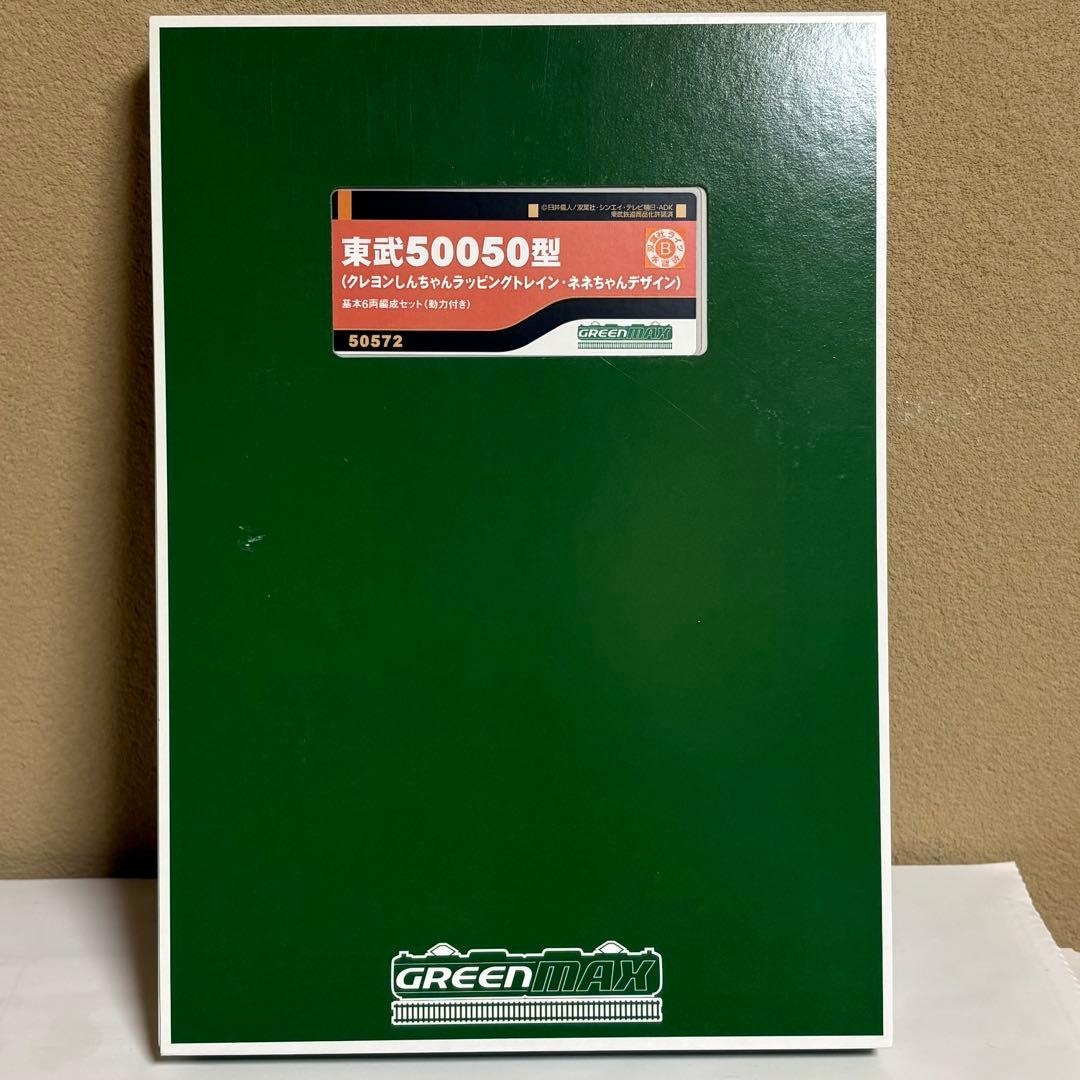 ©臼井儀人/双葉社・シンエイ・テレビ朝日・ADK
東武鉄道商品化許諾済
東武50050型
(クレヨンしんちゃんラッピングトレイン・ネネちゃんデザイン)
基本6両編成セット(動力付き)
B
50572
GREENMAX
GREENMAX